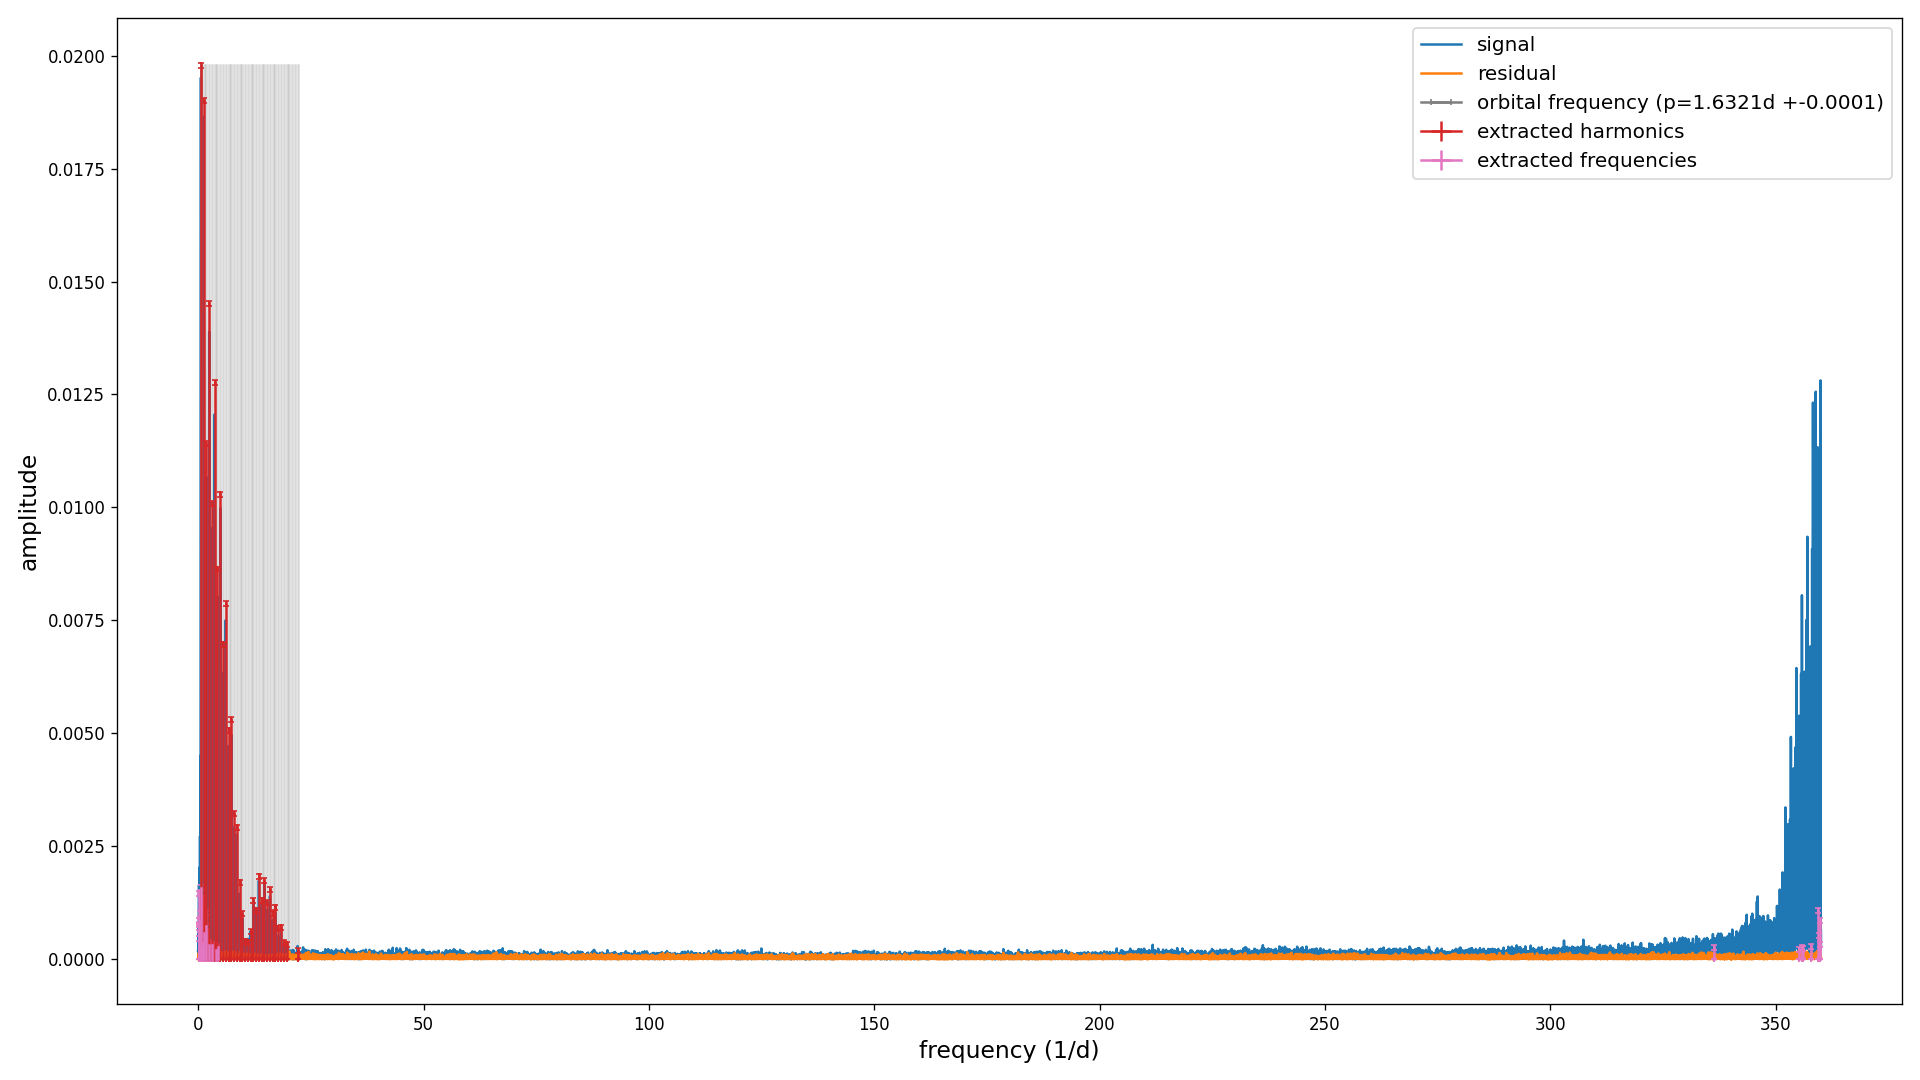 signal
residual
orbital frequency (p=1.6321d +-0.0001)
extracted harmonics
extracted frequencies
0.0200
0.0175
0.0150
0.0125
0.0100
0.0075
0.0050
0.0025
0.0000
amplitude
0 50 100 150 200 250 300 350
frequency (1/d)